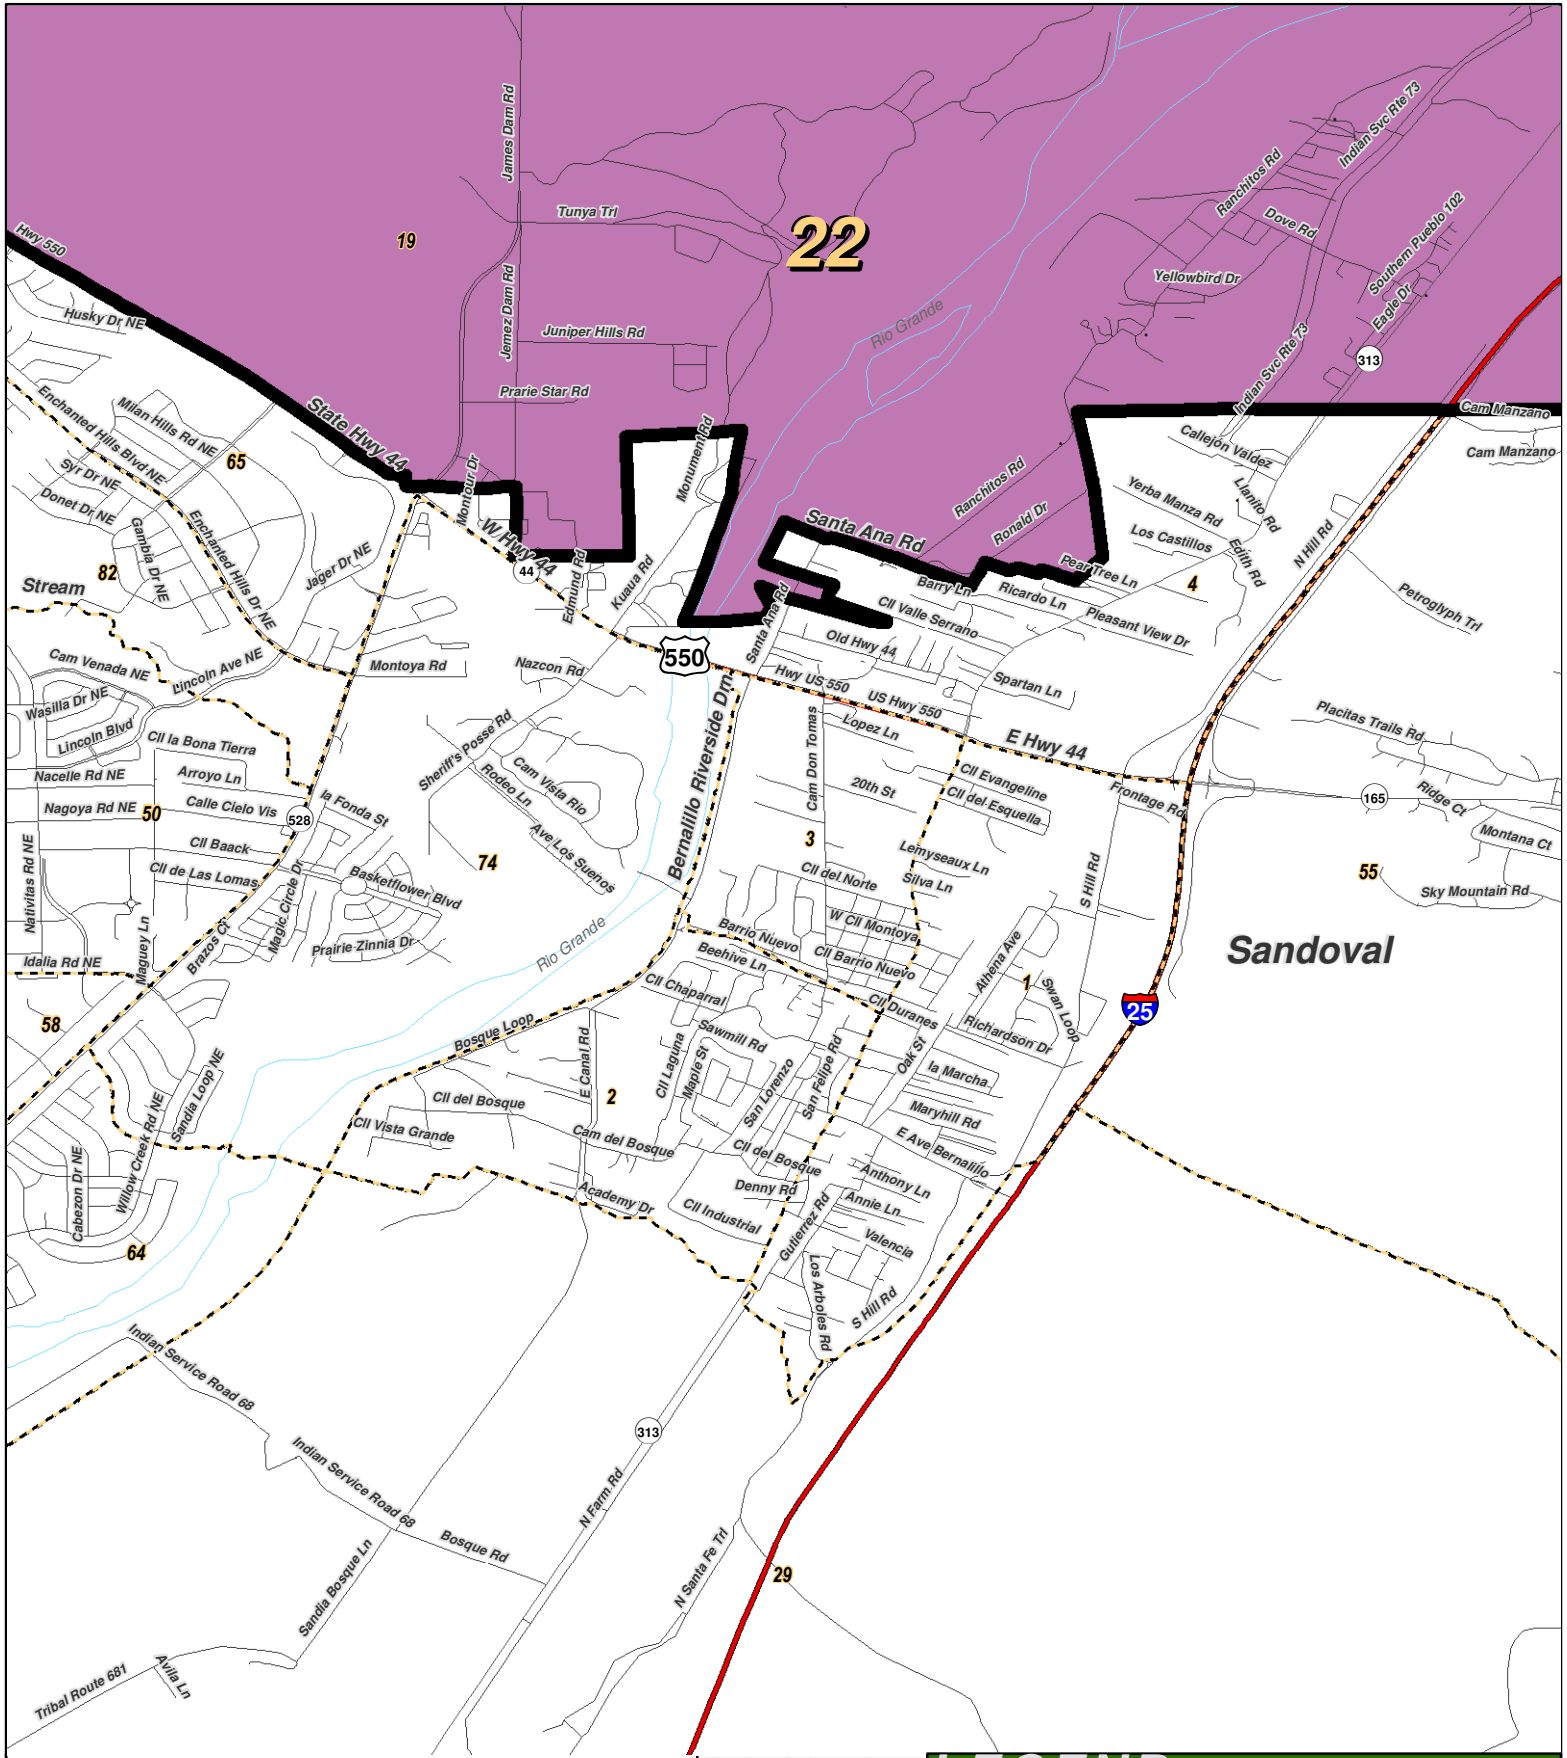 James Dam Rd
Indian Svc Rte 73
Ranchitos Rd
Tunya Trl
22
19
Dove Rd
Southern Pueblo 102
Hwy 550
Yellowbird Dr
Eagle Dr
Jemez Dam Rd
Husky Dr NE
Juniper Hills Rd
Rio Grande
Indian Svc Rte 73
313
Prarie Star Rd
Enchanted Hills Blvd NE
Milan Hills Rd NE
State Hwy 44
Cam Manzano
Cam Manzano
Callejón Valdez
65
Syr Dr NE
Donet Dr NE
Montour Dr
Monument Rd
Ranchitos Rd
Yerba Manza Rd
Llanito Rd
Gambia Dr NE
Enchanted Hills Dr NE
W Hwy 44
Santa Ana Rd
Ronald Dr
Los Castillos
N Hill Rd
Jager Dr NE
44
Edmund Rd
Kuaua Rd
Pear Tree Ln
Edith Rd
82
Stream
Barry Ln
Ricardo Ln
4
Petroglyph Trl
Cll Valle Serrano
Pleasant View Dr
Santa Ana Rd
Old Hwy 44
550
Cam Venada NE
Lincoln Ave NE
Montoya Rd
Nazcon Rd
Hwy US 550
Spartan Ln
Wasilla Dr NE
US Hwy 550
Lincoln Blvd
Cll la Bona Tierra
Sheriff's Posse Rd
Bernalillo Riverside Drn
Cam Don Tomas
Lopez Ln
E Hwy 44
Placitas Trails Rd
Nacelle Rd NE
Arroyo Ln
Rodeo Ln
Cam Vista Rio
20th St
Cll Evangeline
Cll del Esquella
Frontage Rd
165
Ridge Ct
Nagoya Rd NE
50
Calle Cielo Vis
la Fonda St
528
Montana Ct
Cll Baack
Ave Los Suenos
3
Lemyseaux Ln
Nativitas Rd NE
Cll de Las Lomas
74
Basketflower Blvd
Cll del Norte
Silva Ln
S Hill Rd
55
Sky Mountain Rd
Maguey Ln
Brazos Ct
Magic Circle Dr
Prairie Zinnia Dr
Rio Grande
Barrio Nuevo
W Cll Montoya
Sandoval
Idalia Rd NE
Beehive Ln
Cll Barrio Nuevo
Athena Ave
Cll Chaparral
1
Swan Loop
58
Cll Duranes
25
Bosque Loop
Sawmill Rd
Richardson Dr
E Canal Rd
Cll Laguna
Maple St
San Lorenzo
San Felipe Rd
Oak St
la Marcha
Sandia Loop NE
2
Cll del Bosque
Maryhill Rd
Cll Vista Grande
Cam del Bosque
Cll del Bosque
E Ave Bernalillo
Willow Creek Rd NE
Cabezon Dr NE
Anthony Ln
Denny Rd
Academy Dr
Cll Industrial
Gutierrez Rd
Annie Ln
Valencia
64
Los Arboles Rd
S Hill Rd
Indian Service Road 68
313
Indian Service Road 68
N Farm Rd
Bosque Rd
Sandia Bosque Ln
N Santa Fe Trl
29
Tribal Route 681
Avila Ln
LEGEND